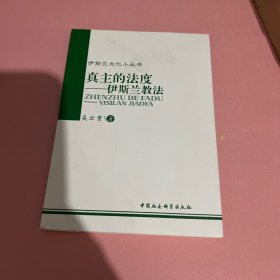 伊斯兰文化小丛书
真主的法度
——伊斯兰教法
ZHENZHU DE FADU
——YISILAN JIAOFA
吴云贵 著
中国社会科学出版社